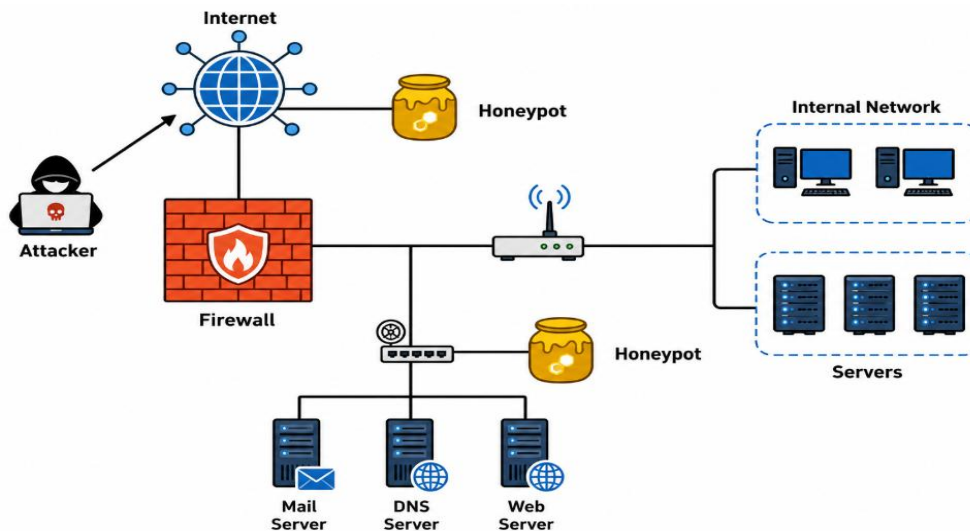 Internet
Honeypot
Internal Network
Attacker
Firewall
Honeypot
Servers
Mail
Server
DNS
Server
Web
Server